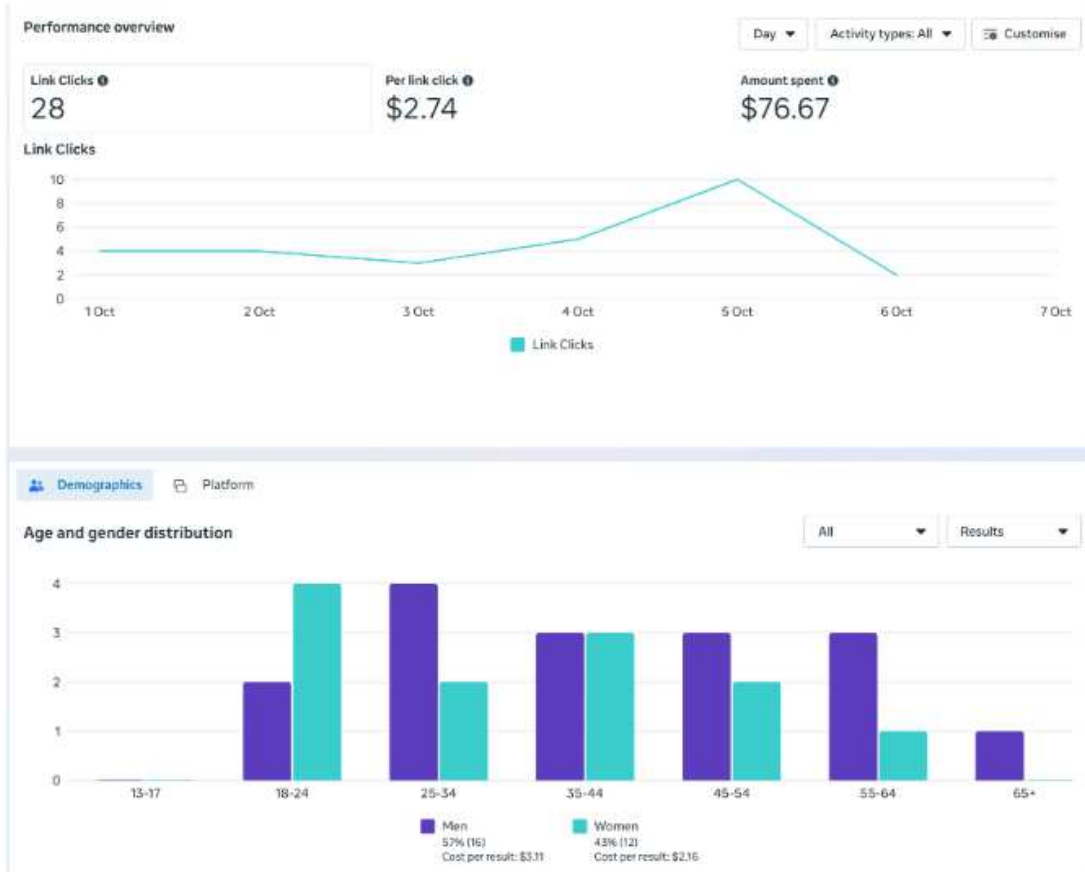 Performance overview
Day
Activity types: All
Customise
Link Clicks
28
Per link click
$2.74
Amount spent
$76.67
Link Clicks
10
8
6
4
2
0
1 Oct 2 Oct 3 Oct 4 Oct 5 Oct 6 Oct 7 Oct
Link Clicks
Demographics
Platform
Age and gender distribution
All
Results
4
3
2
1
0
13-17 18-24 25-34 35-44 45-54 55-64 65+
Men
57% (16)
Cost per result: $3.11
Women
43% (12)
Cost per result: $2.16